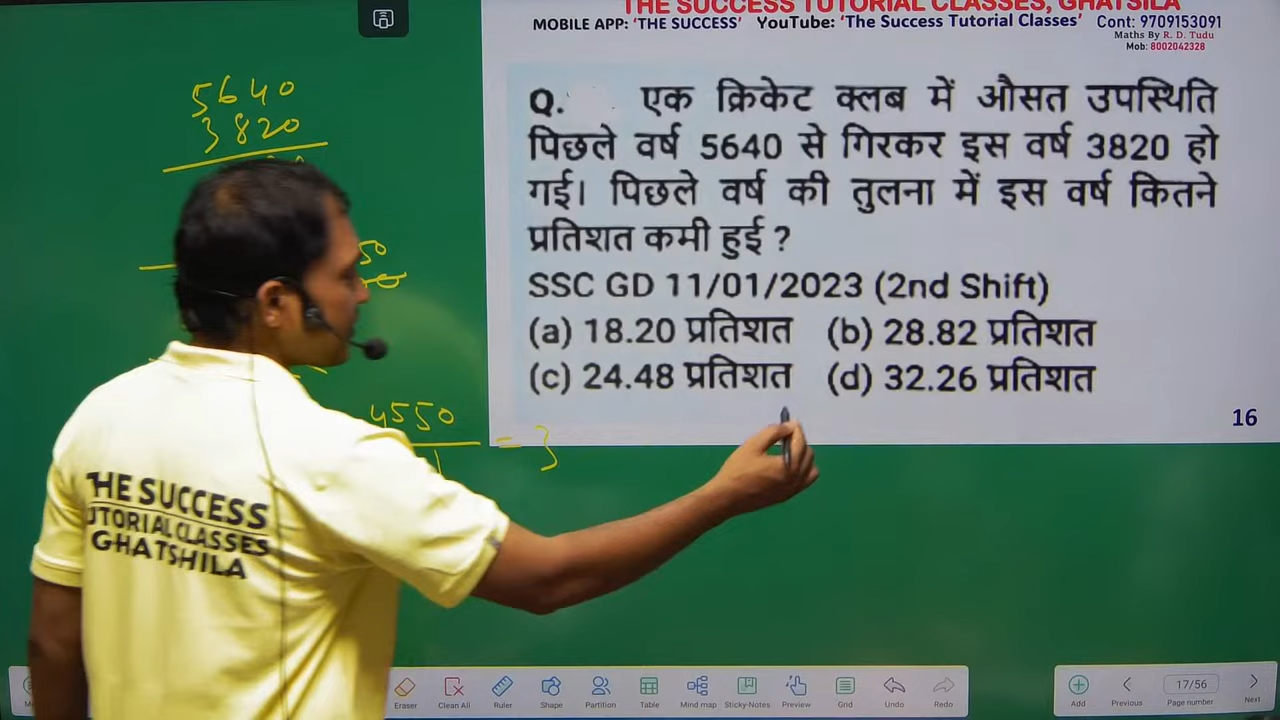 THE SUCCESS TUTORIAL CLASSES, GHATSILA
MOBILE APP: 'THE SUCCESS' YouTube: 'The Success Tutorial Classes' Cont: 9709153091
Maths By R. D. Tudu
Mob: 8002042328
Q. एक क्रिकेट क्लब में औसत उपस्थिति
पिछले वर्ष 5640 से गिरकर इस वर्ष 3820 हो
गई। पिछले वर्ष की तुलना में इस वर्ष कितने
प्रतिशत कमी हुई ?
SSC GD 11/01/2023 (2nd Shift)
(a) 18.20 प्रतिशत (b) 28.82 प्रतिशत
(c) 24.48 प्रतिशत (d) 32.26 प्रतिशत
16
5640
3820
50
4550
= 3
THE SUCCESS
TUTORIAL CLASSES
GHATSHILA
Eraser Clean All Ruler Shape Partition Table Mind map Sticky-Notes Preview Grid Undo Redo
Add Previous 17/56 Page number Next